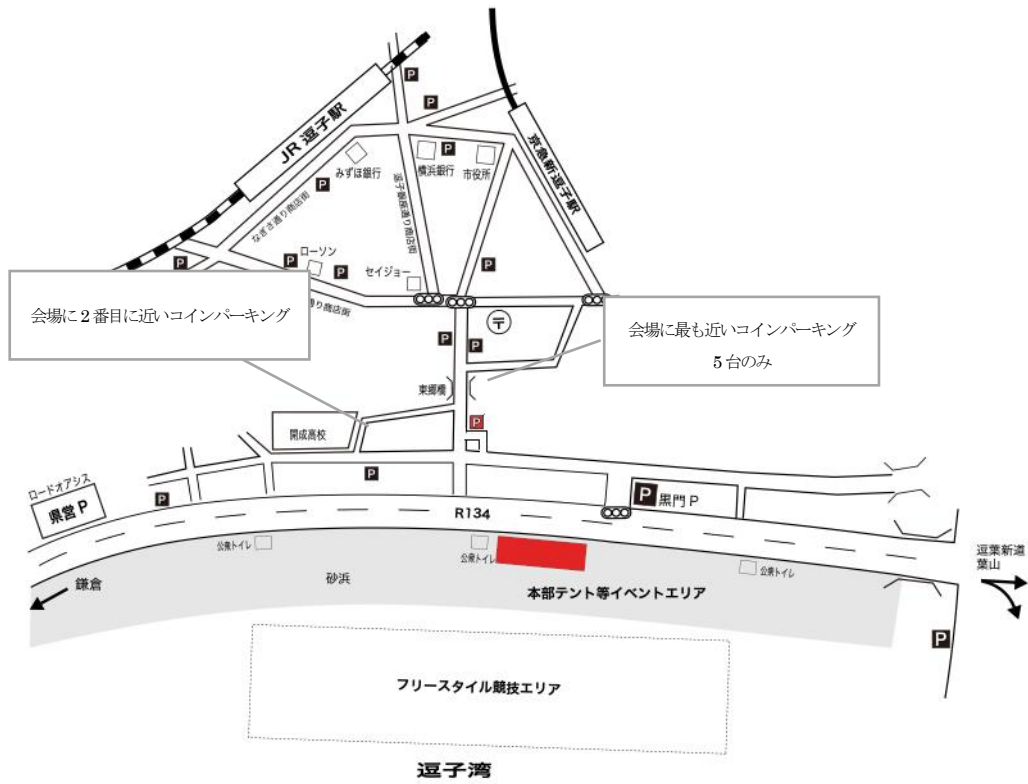 P
P
JR 逗子駅
京急新逗子駅
P
みずほ銀行
横浜銀行
市役所
P
なぎさ通り商店街
逗子銀座通り商店街
ローソン
P
P
P
セイジョー
P
会場に2番目に近いコインパーキング
通り商店街
〒
会場に最も近いコインパーキング
5台のみ
P
P
東郷橋
P
開成高校
P
ロードオアシス
県営P
P
P
黒門P
R134
公衆トイレ
公衆トイレ
公衆トイレ
逗葉新道
葉山
鎌倉
砂浜
本部テント等イベントエリア
P
フリースタイル競技エリア
逗子湾